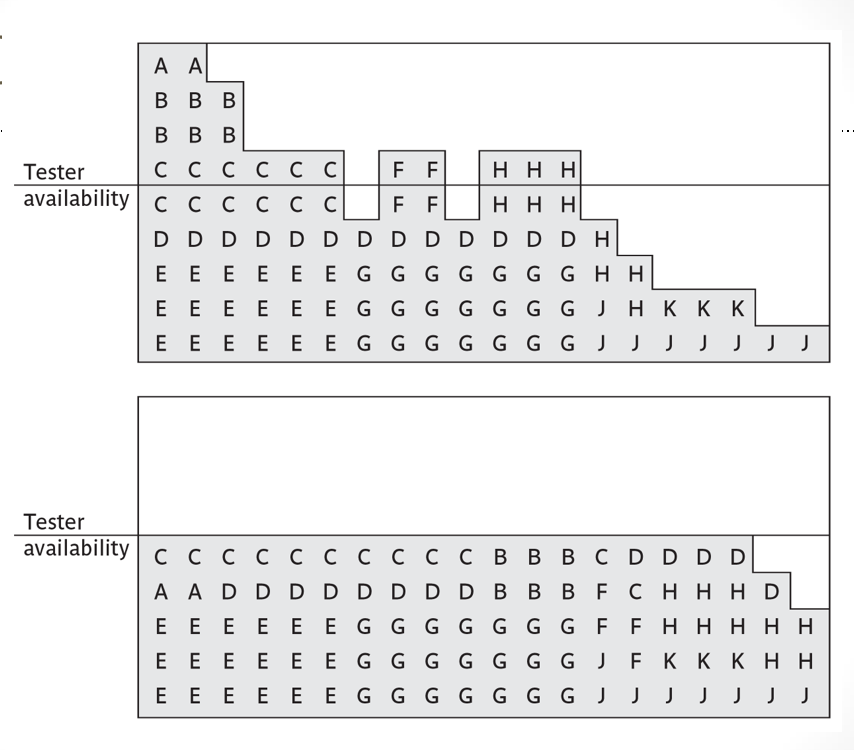 A A
B B B
B B B
Tester
C C C C C C F F H H H
availability
C C C C C C F F H H H
D D D D D D D D D D D D D H
E E E E E E G G G G G G G H H
E E E E E E G G G G G G G J H K K K
E E E E E E G G G G G G G J J J J J J J
Tester
availability
C C C C C C C C C C B B B C D D D D
A A D D D D D D D D B B B F C H H H D
E E E E E E G G G G G G G F F H H H H H
E E E E E E G G G G G G G J F K K K H H
E E E E E E G G G G G G G J J J J J J J